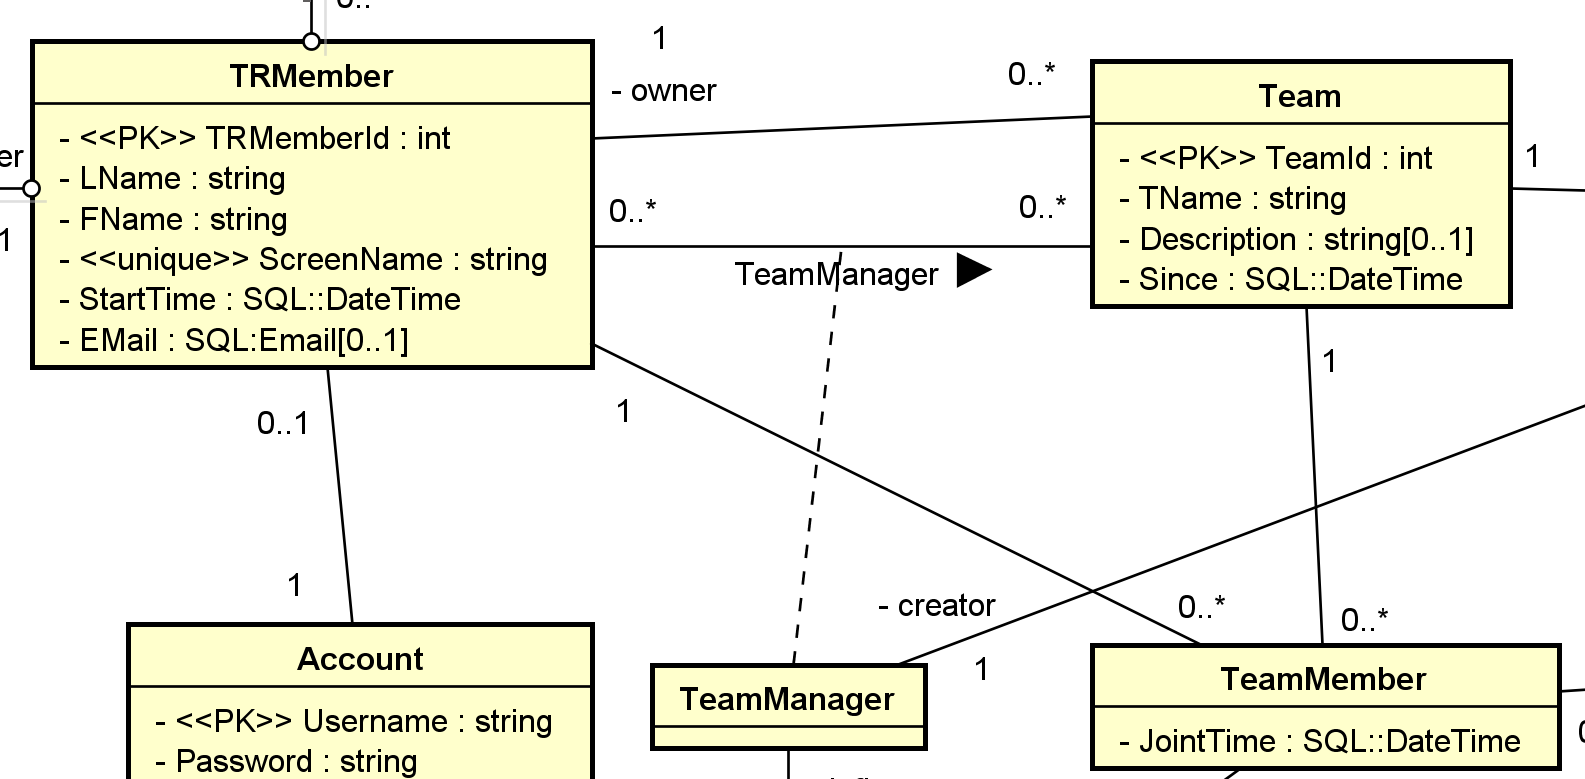 0..
TRMember
- <<PK>> TRMemberId : int
- LName : string
- FName : string
- <<unique>> ScreenName : string
- StartTime : SQL::DateTime
- EMail : SQL:Email[0..1]
er
1
1
- owner
0..*
0..*
0..*
TeamManager
Team
- <<PK>> TeamId : int
- TName : string
- Description : string[0..1]
- Since : SQL::DateTime
1
0..1
1
1
1
- creator
1
0..*
0..*
Account
- <<PK>> Username : string
- Password : string
TeamManager
TeamMember
- JointTime : SQL::DateTime